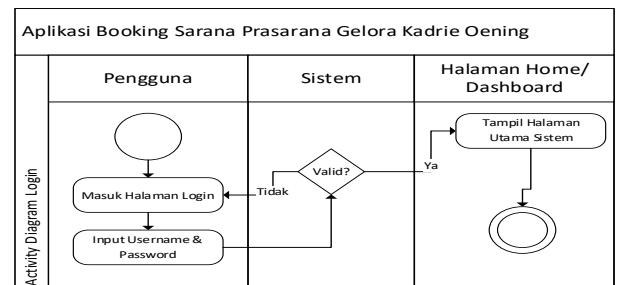 Aplikasi Booking Sarana Prasarana Gelora Kadrie Oening
Pengguna
Sistem
Halaman Home/
Dashboard
Activity Diagram Login
Masuk Halaman Login
Input Username &
Password
Valid?
Tidak
Ya
Tampil Halaman
Utama Sistem